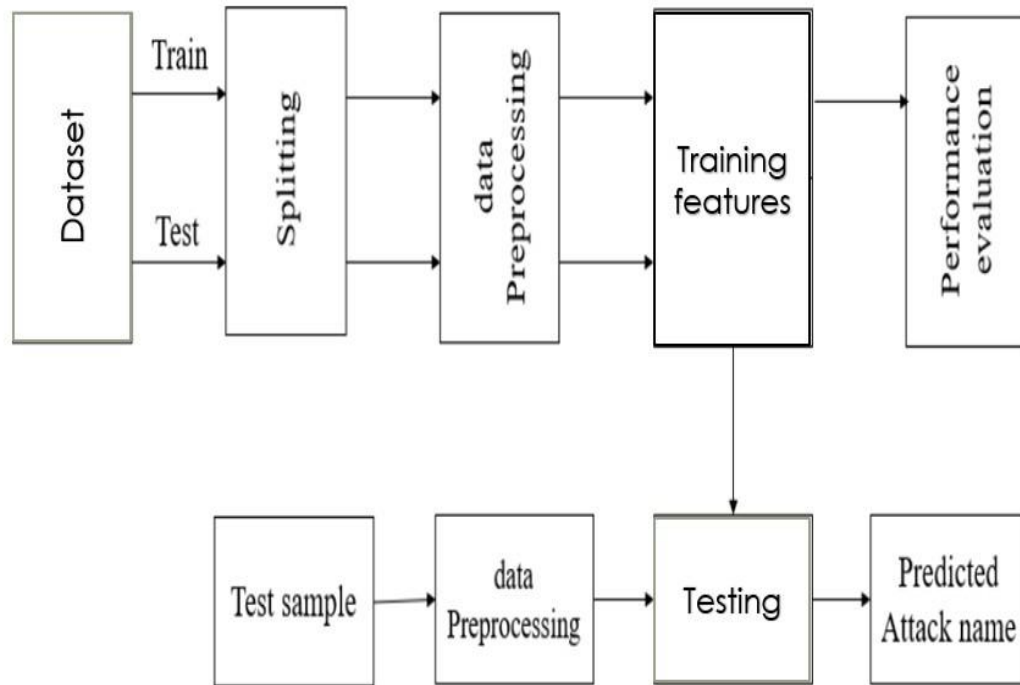 Dataset
Train
Test
Splitting
data
Preprocessing
Training
features
Performance
evaluation
Test sample
data
Preprocessing
Testing
Predicted
Attack name